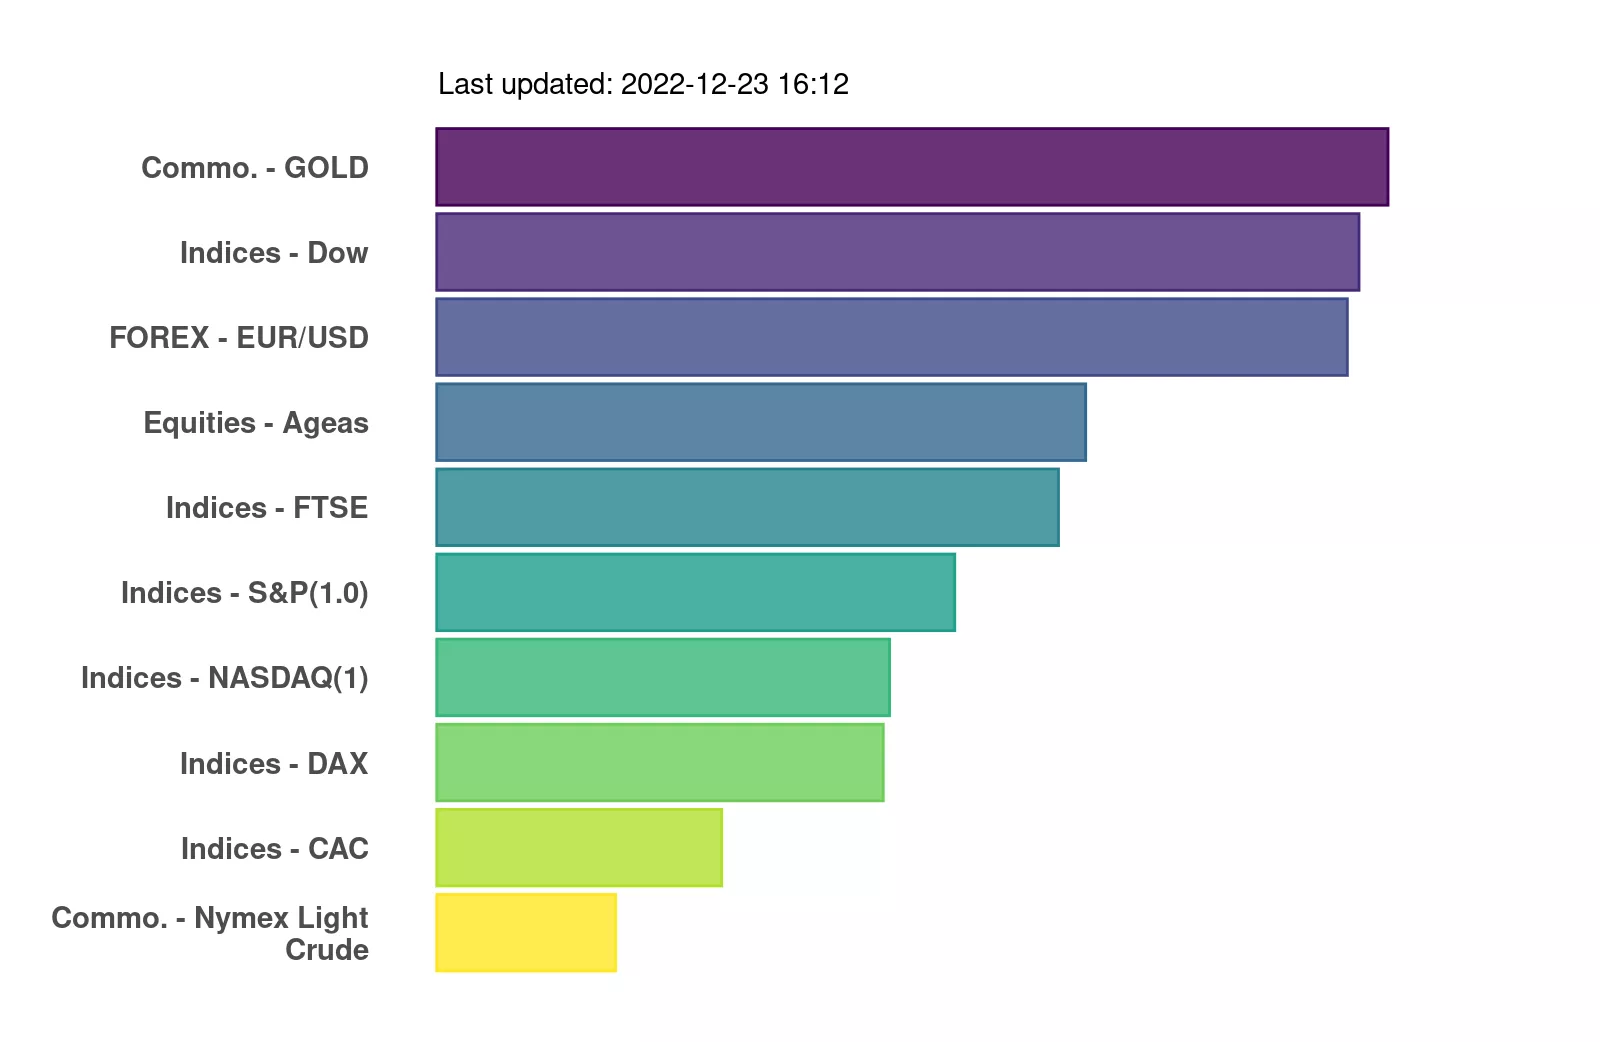 Last updated: 2022-12-23 16:12
Commo. - GOLD
Indices - Dow
FOREX - EUR/USD
Equities - Ageas
Indices - FTSE
Indices - S&P(1.0)
Indices - NASDAQ(1)
Indices - DAX
Indices - CAC
Commo. - Nymex Light
Crude